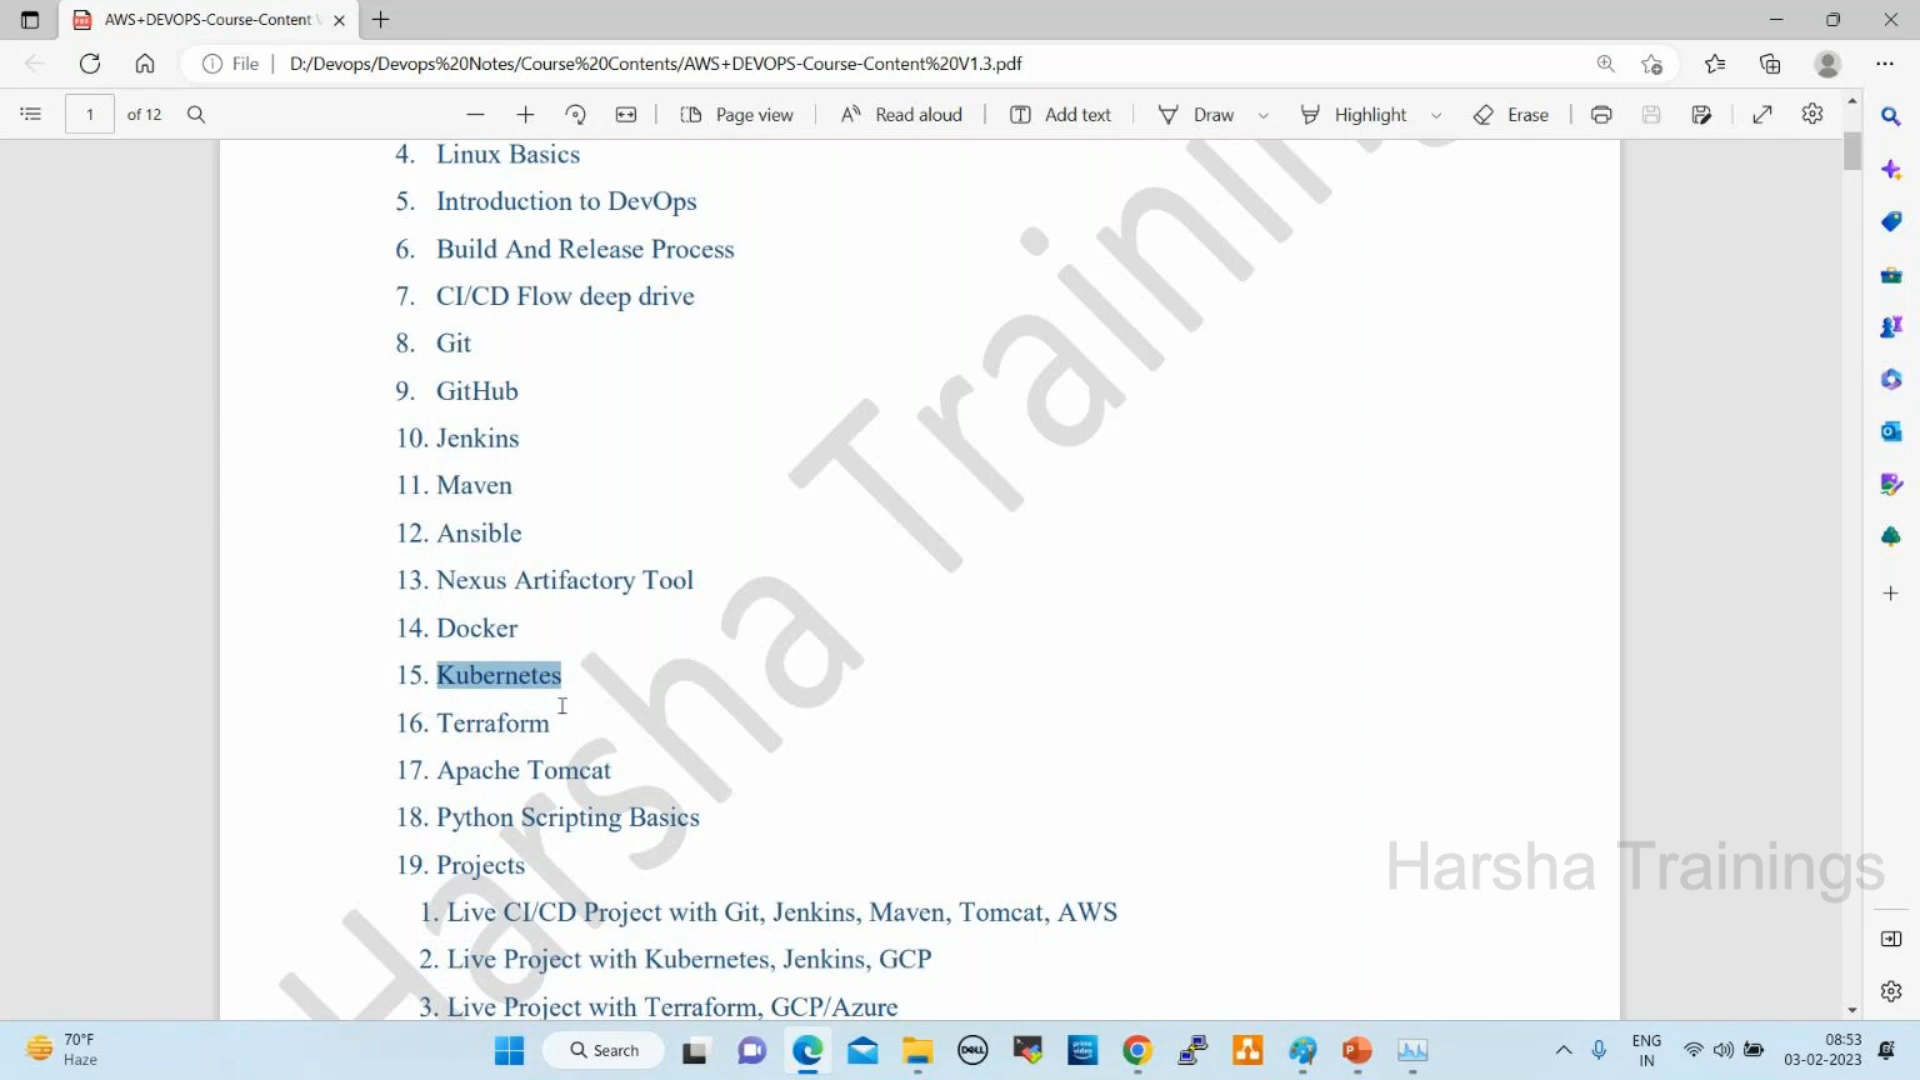 AWS+DEVOPS-Course-Content
File
D:/Devops/Devops%20Notes/Course%20Contents/AWS+DEVOPS-Course-Content%20V1.3.pdf
1 of 12
Page view
Read aloud
Add text
Draw
Highlight
Erase
4. Linux Basics
5. Introduction to DevOps
6. Build And Release Process
7. CI/CD Flow deep drive
8. Git
9. GitHub
10. Jenkins
11. Maven
12. Ansible
13. Nexus Artifactory Tool
14. Docker
15. Kubernetes
16. Terraform
17. Apache Tomcat
18. Python Scripting Basics
19. Projects
1. Live CI/CD Project with Git, Jenkins, Maven, Tomcat, AWS
2. Live Project with Kubernetes, Jenkins, GCP
3. Live Project with Terraform, GCP/Azure
Harsha Training
Harsha Trainings
70°F
Haze
Search
DELL
prime video
ENG
IN
08:53
03-02-2023